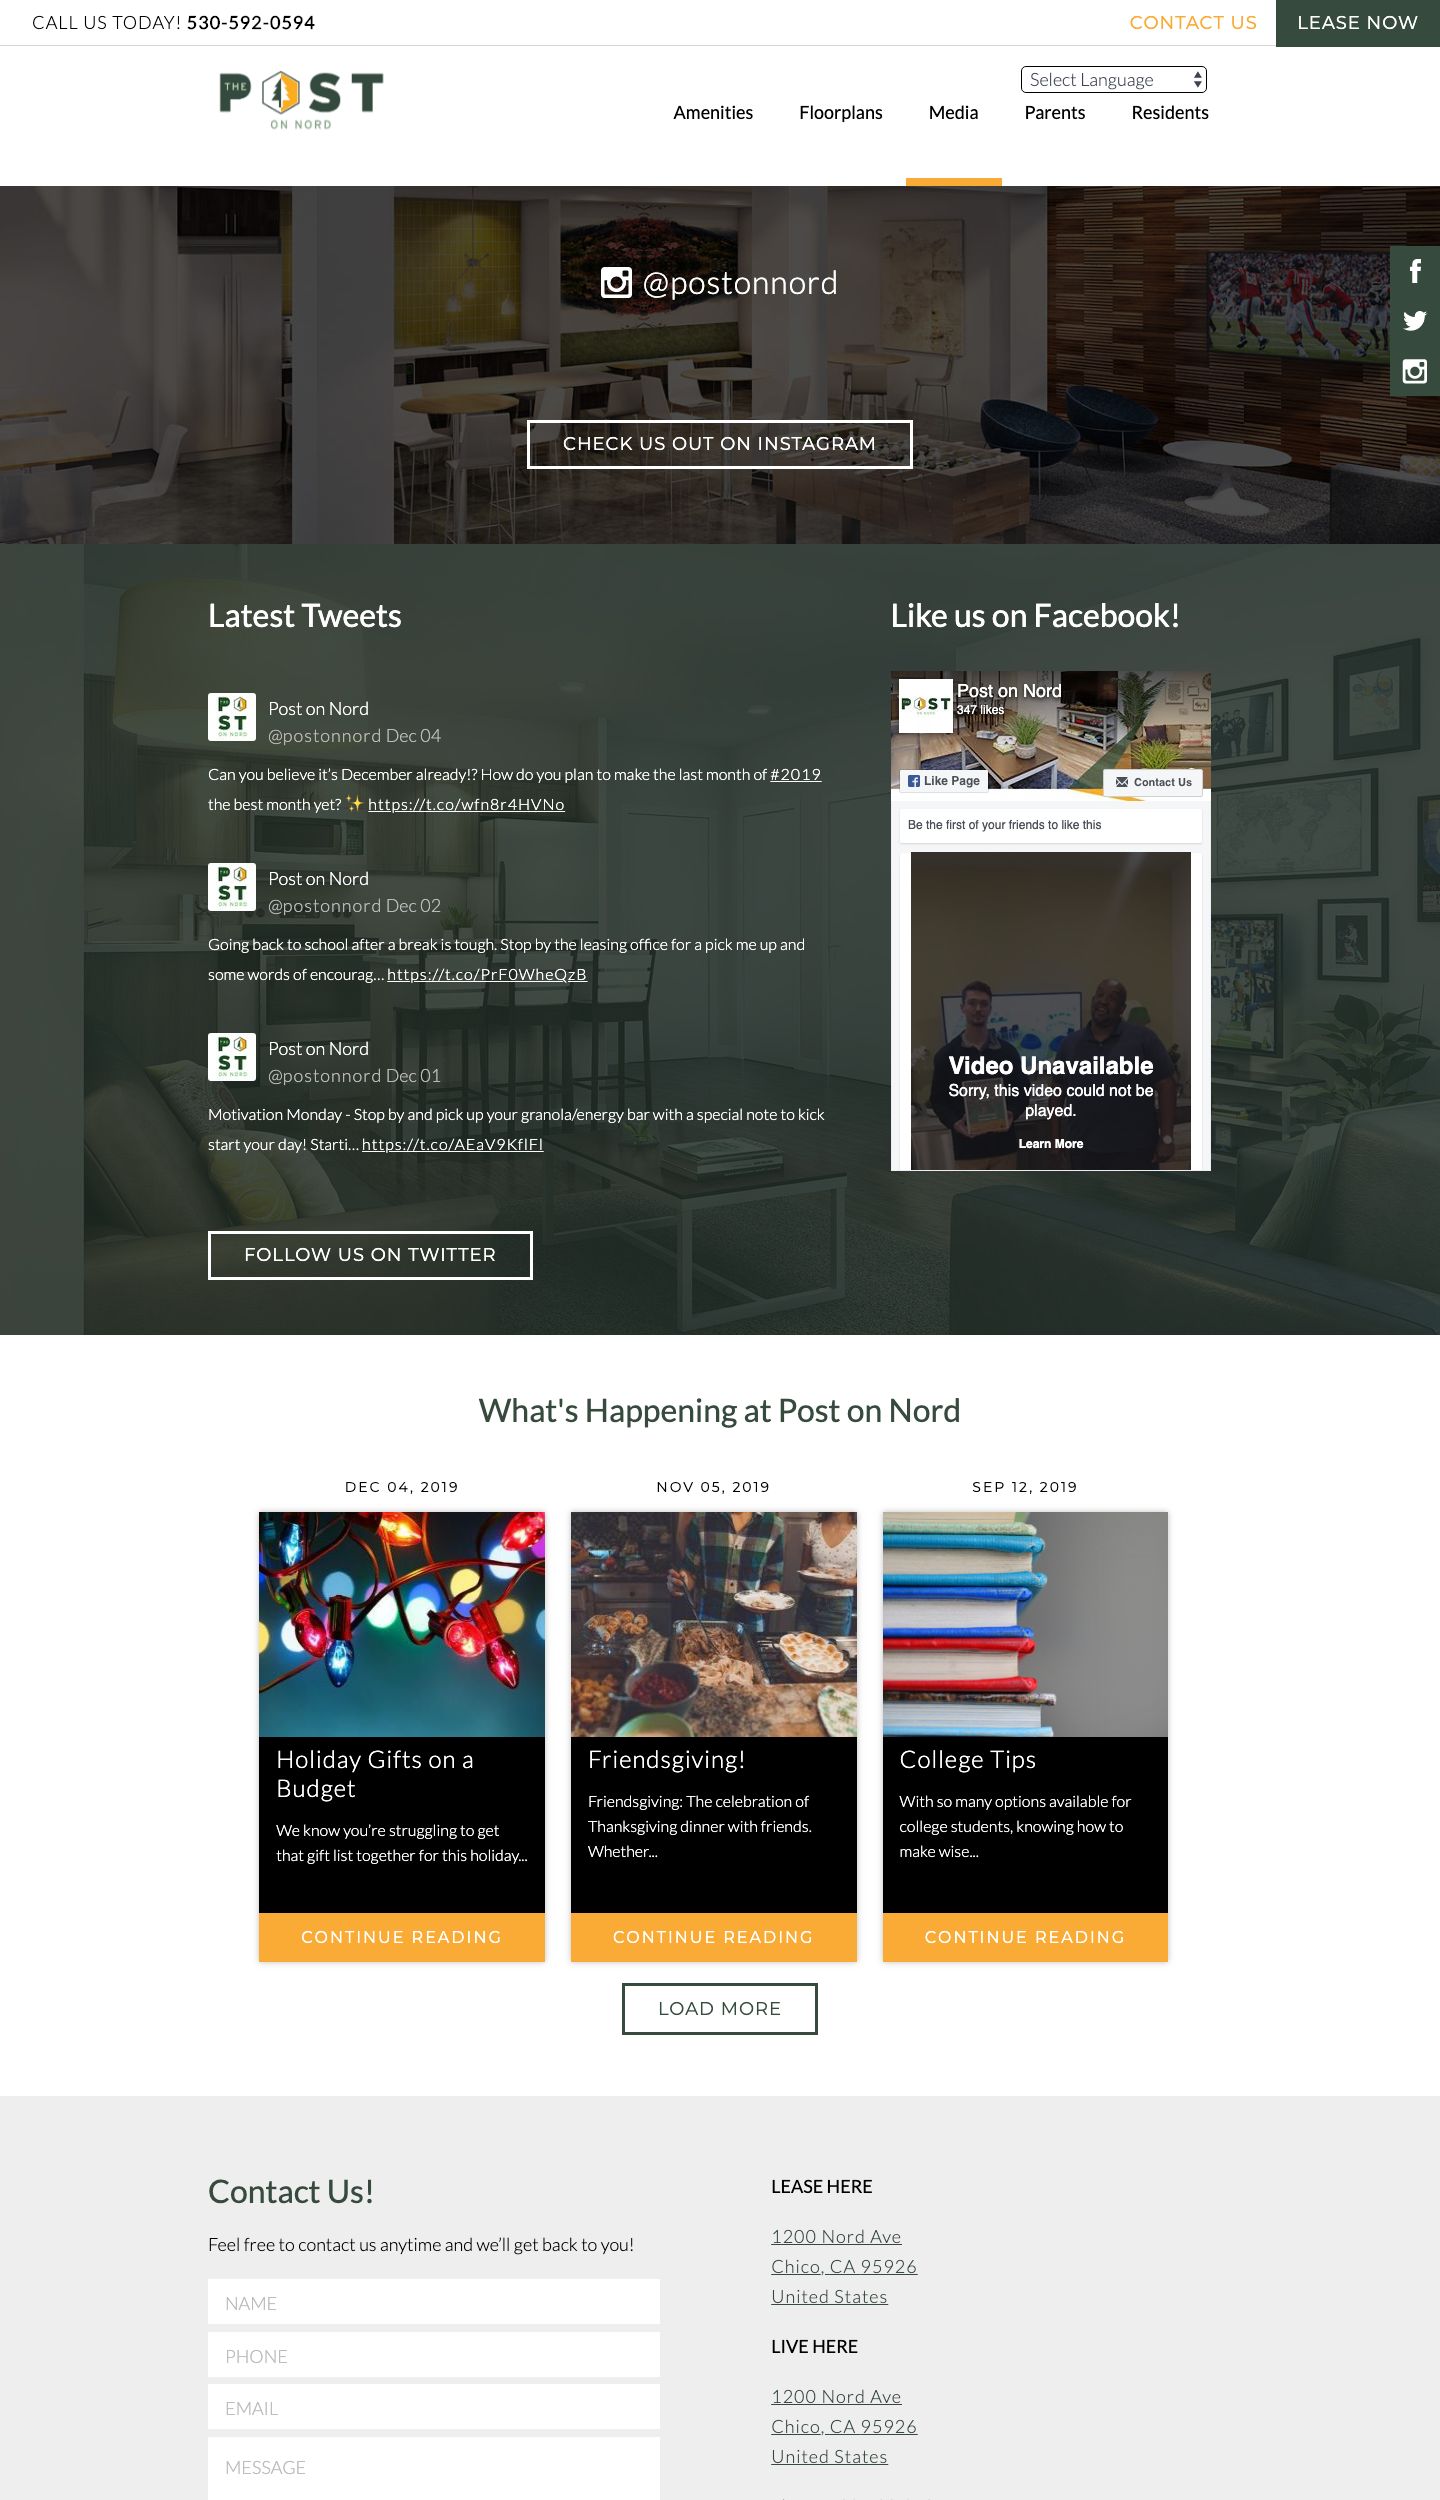 CALL US TODAY! 530-592-0594
CONTACT US
LEASE NOW
THE POST
ON NORD
Select Language
Amenities
Floorplans
Media
Parents
Residents
@postonnord
CHECK US OUT ON INSTAGRAM
Latest Tweets
POST
ON NORD
Post on Nord
@postonnord Dec 04
Can you believe it’s December already!? How do you plan to make the last month of #2019
the best month yet? ✨ https://t.co/wfn8r4HVNo
POST
ON NORD
Post on Nord
@postonnord Dec 02
Going back to school after a break is tough. Stop by the leasing office for a pick me up and
some words of encourag… https://t.co/PrF0WheQzB
POST
ON NORD
Post on Nord
@postonnord Dec 01
Motivation Monday - Stop by and pick up your granola/energy bar with a special note to kick
start your day! Starti… https://t.co/AEaV9KfIFl
FOLLOW US ON TWITTER
Like us on Facebook!
POST
Post on Nord
347 likes
Like Page
Contact Us
Be the first of your friends to like this
Video Unavailable
Sorry, this video could not be
played.
Learn More
What's Happening at Post on Nord
DEC 04, 2019
Holiday Gifts on a
Budget
We know you’re struggling to get
that gift list together for this holiday...
CONTINUE READING
NOV 05, 2019
Friendsgiving!
Friendsgiving: The celebration of
Thanksgiving dinner with friends.
Whether...
CONTINUE READING
SEP 12, 2019
College Tips
With so many options available for
college students, knowing how to
make wise...
CONTINUE READING
LOAD MORE
Contact Us!
Feel free to contact us anytime and we’ll get back to you!
NAME
PHONE
EMAIL
MESSAGE
LEASE HERE
1200 Nord Ave
Chico, CA 95926
United States
LIVE HERE
1200 Nord Ave
Chico, CA 95926
United States